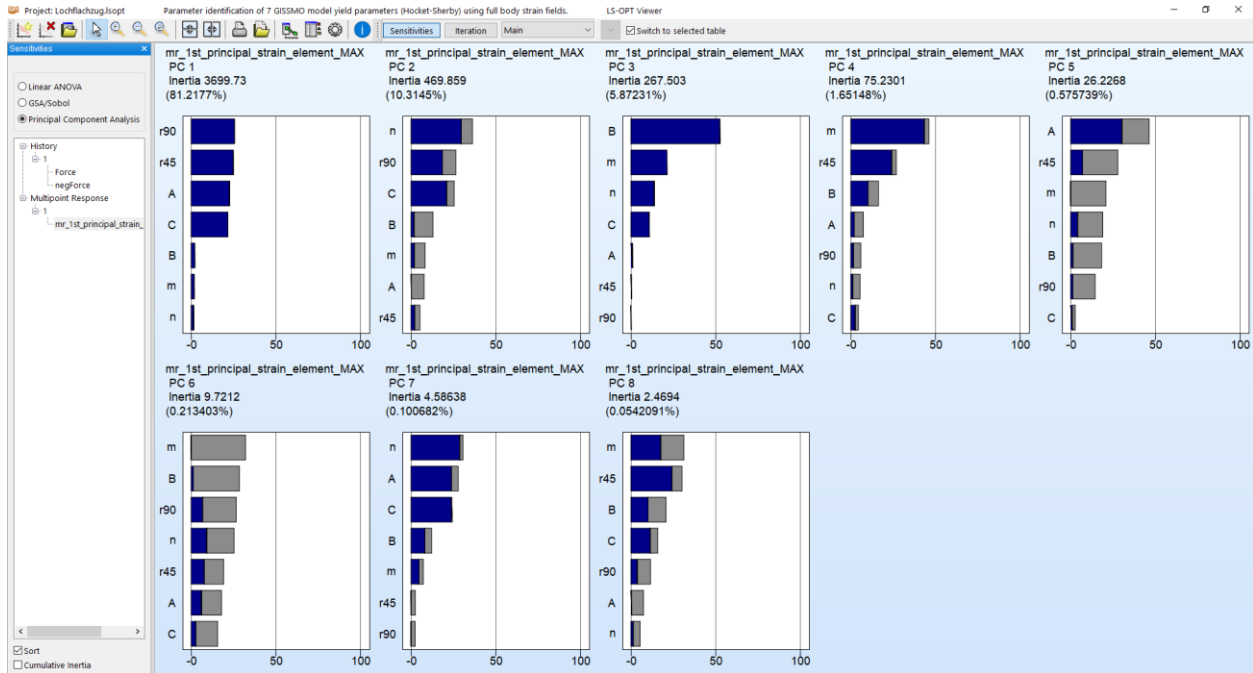 Project: Lochflachzug.lsopt Parameter identification of 7 GISSMO model yield parameters (Hocket-Sherby) using full body strain fields. LS-OPT Viewer
Sensitivities Iteration Main Switch to selected table
Sensitivities
Linear ANOVA
GSA/Sobol
Principal Component Analysis
History
1
Force
negForce
Multipoint Response
1
mr_1st_principal_strain_
Sort
Cumulative Inertia
mr_1st_principal_strain_element_MAX
PC 1
Inertia 3699.73
(81.2177%)
r90
r45
A
C
B
m
n
-0 50 100
mr_1st_principal_strain_element_MAX
PC 2
Inertia 469.859
(10.3145%)
n
r90
C
B
m
A
r45
-0 50 100
mr_1st_principal_strain_element_MAX
PC 3
Inertia 267.503
(5.87231%)
B
m
n
C
A
r45
r90
-0 50 100
mr_1st_principal_strain_element_MAX
PC 4
Inertia 75.2301
(1.65148%)
m
r45
B
A
r90
n
C
-0 50 100
mr_1st_principal_strain_element_MAX
PC 5
Inertia 26.2268
(0.575739%)
A
r45
m
n
B
r90
C
-0 50 100
mr_1st_principal_strain_element_MAX
PC 6
Inertia 9.7212
(0.213403%)
m
B
r90
n
r45
A
C
-0 50 100
mr_1st_principal_strain_element_MAX
PC 7
Inertia 4.58638
(0.100682%)
n
A
C
B
m
r45
r90
-0 50 100
mr_1st_principal_strain_element_MAX
PC 8
Inertia 2.4694
(0.0542091%)
m
r45
B
C
r90
A
n
-0 50 100